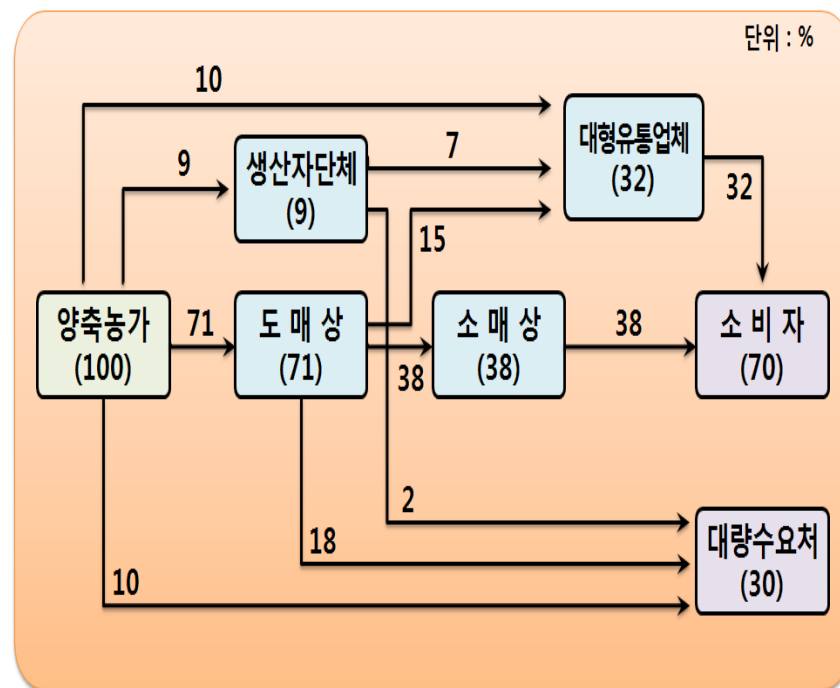 단위 : %
10
대형유통업체
(32)
7
9
생산자단체
(9)
32
15
양축농가
(100)
71
도 매 상
(71)
38
소 매 상
(38)
38
소 비 자
(70)
2
대량수요처
(30)
18
10